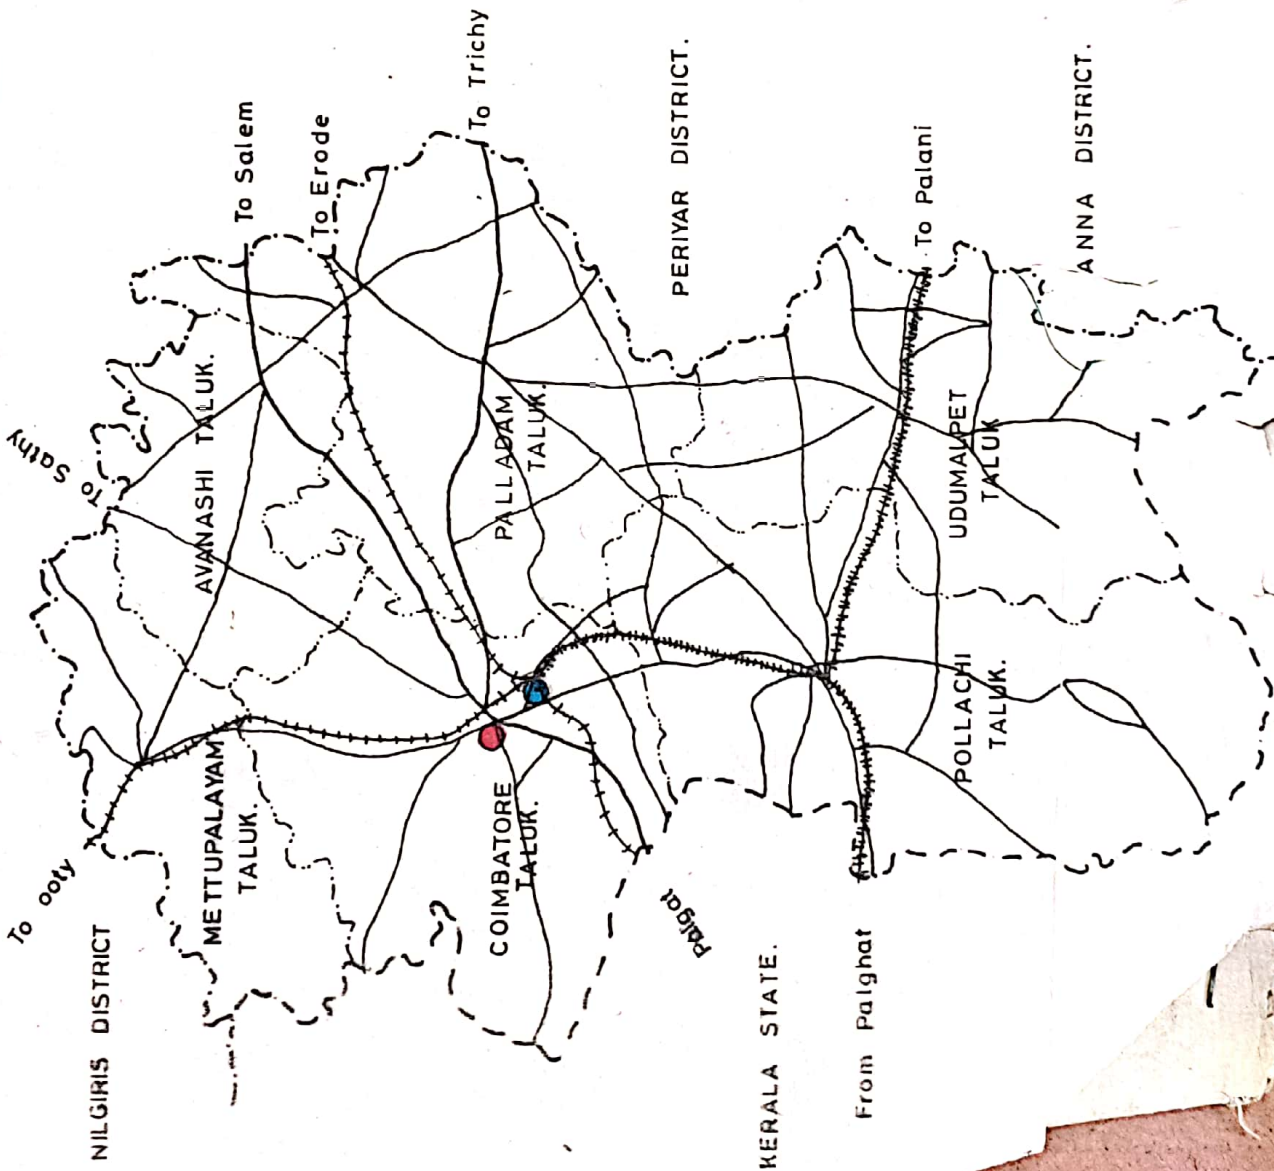 To Sathy
To ooty
NILGIRIS DISTRICT
METTUPALAYAM
TALUK.
AVANASHI TALUK.
To Salem
To Erode
To Trichy
COIMBATORE
TALUK.
PALLADAM
TALUK.
PERIYAR DISTRICT.
Palgat
KERALA STATE.
From Palghat
POLLACHI
TALUK.
UDUMALPET
TALUK
To Palani
ANNA DISTRICT.